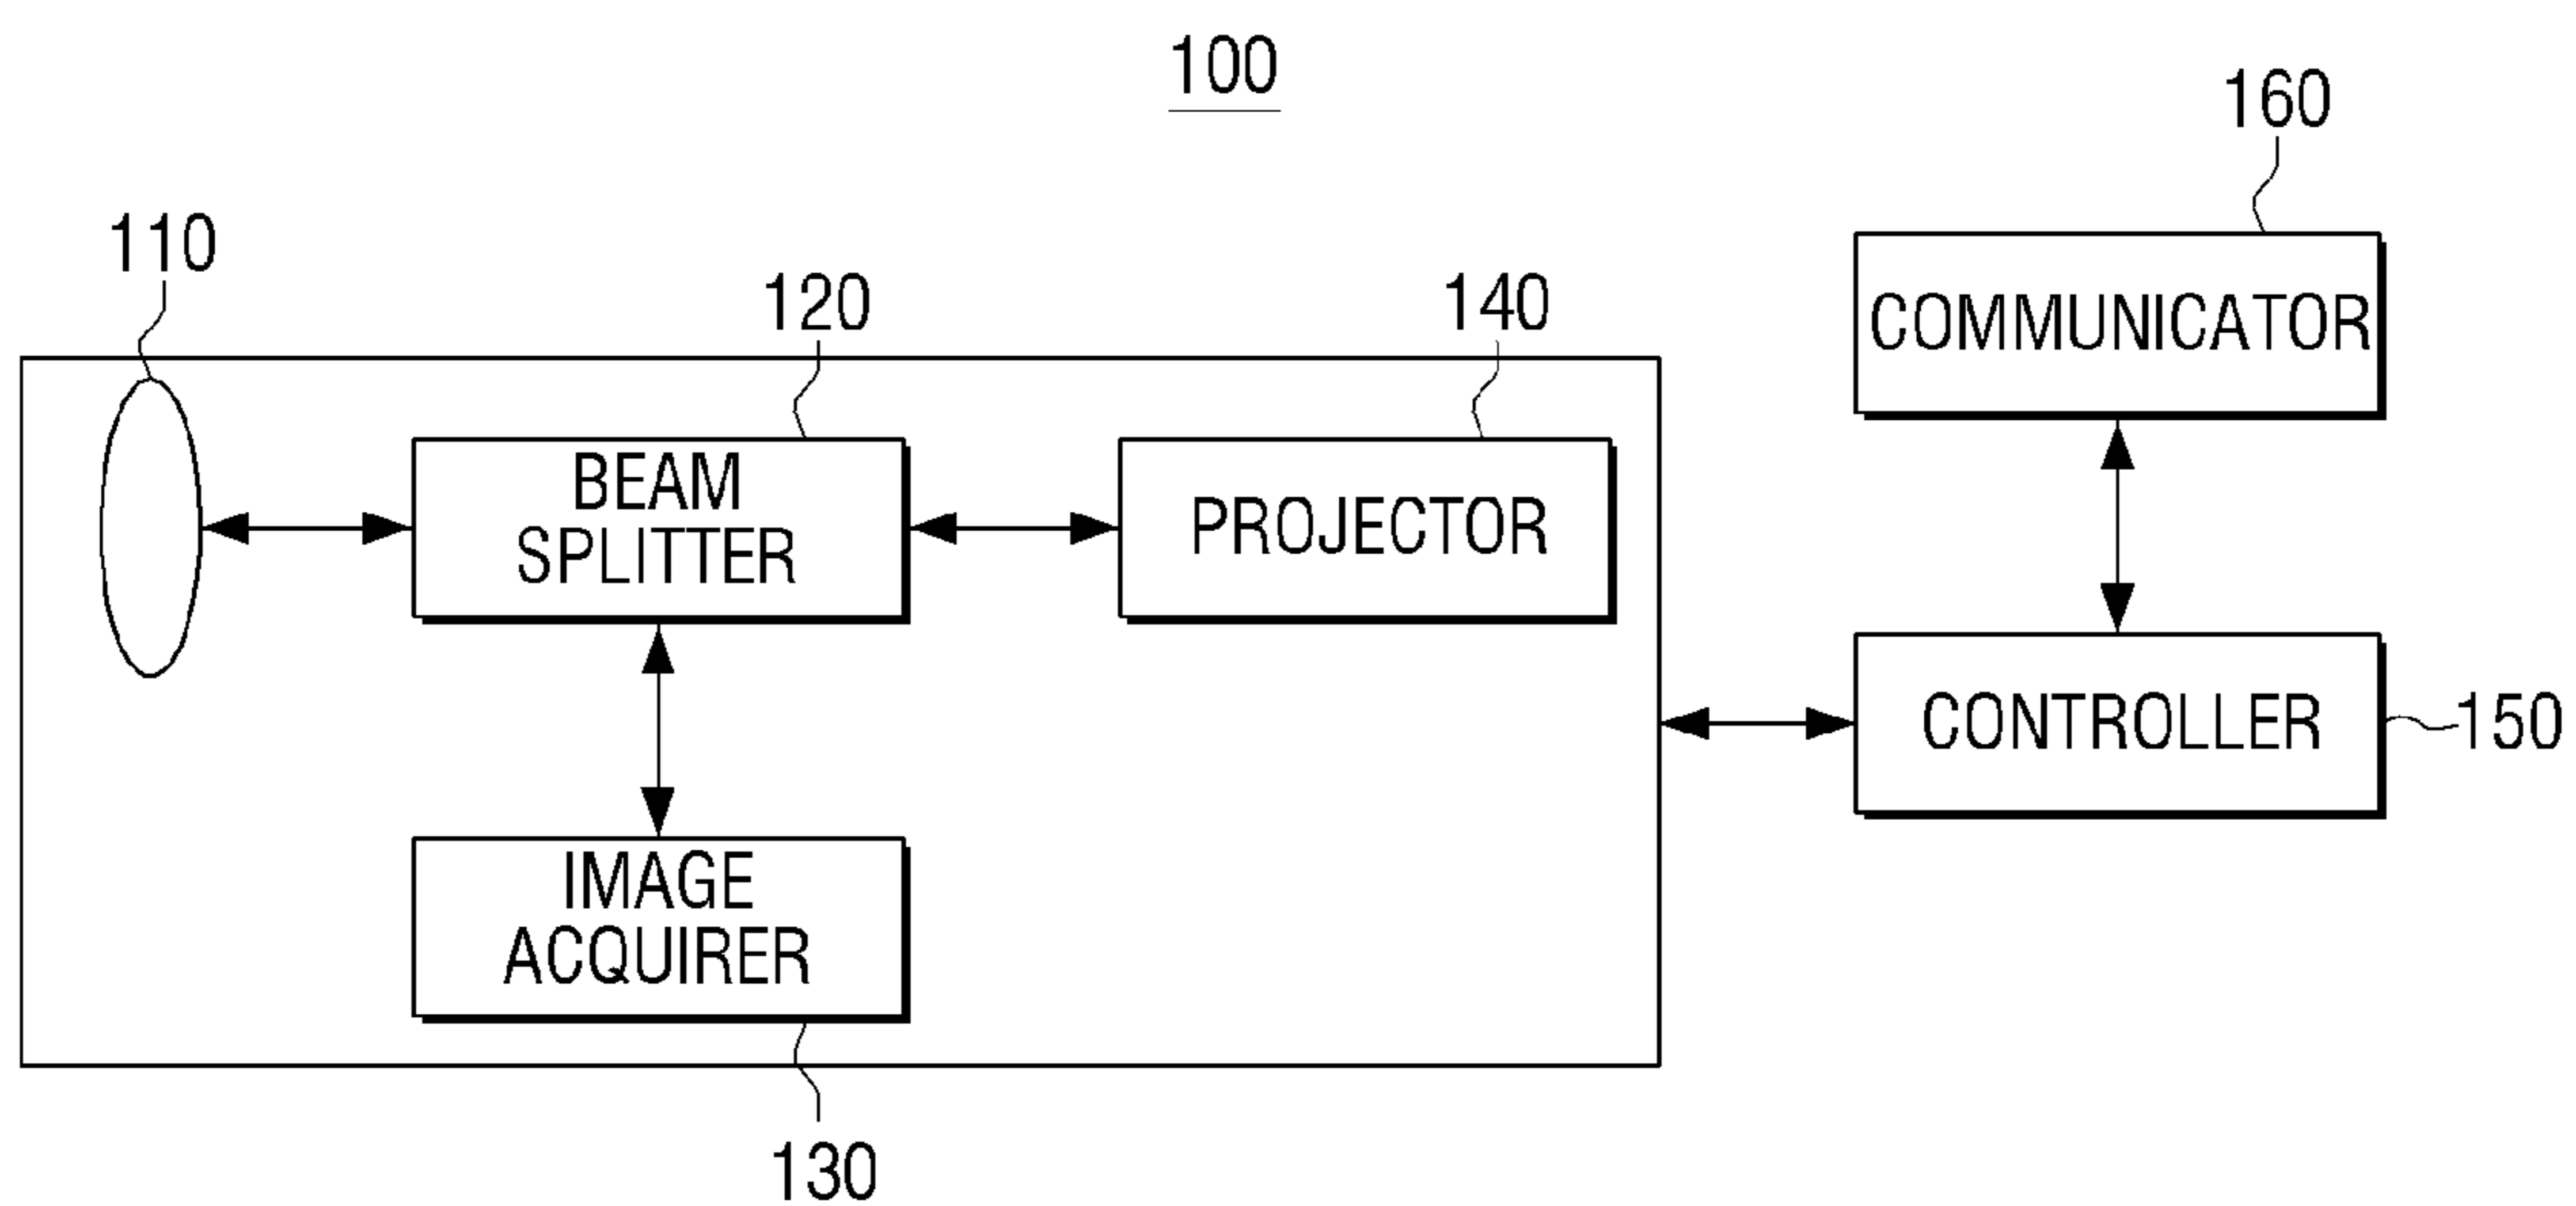 100
160
110
120
140
COMMUNICATOR
BEAM
SPLITTER
PROJECTOR
CONTROLLER
150
IMAGE
ACQUIRER
130